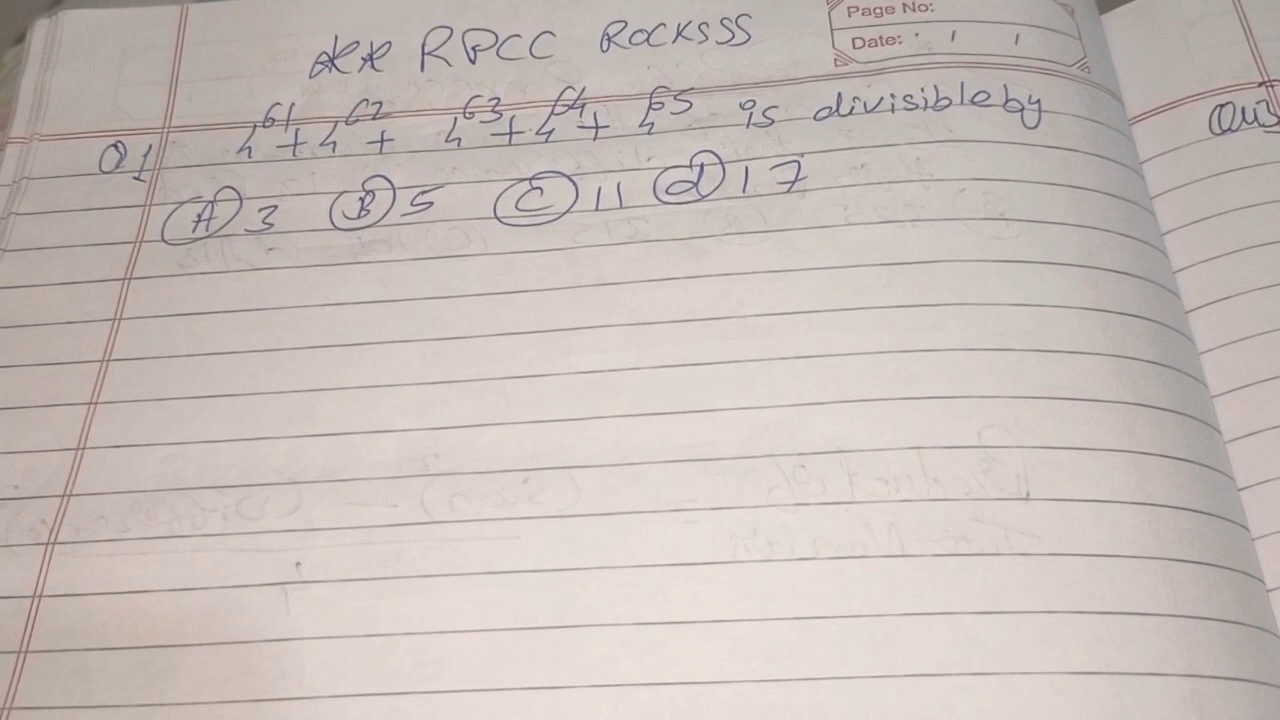 RPCC ROCKSSS
Page No:
Date: / /
Q1 4^61 + 4^62 + 4^63 + 4^64 + 4^65 is divisible by
(A) 3 (B) 5 (C) 11 (d) 17